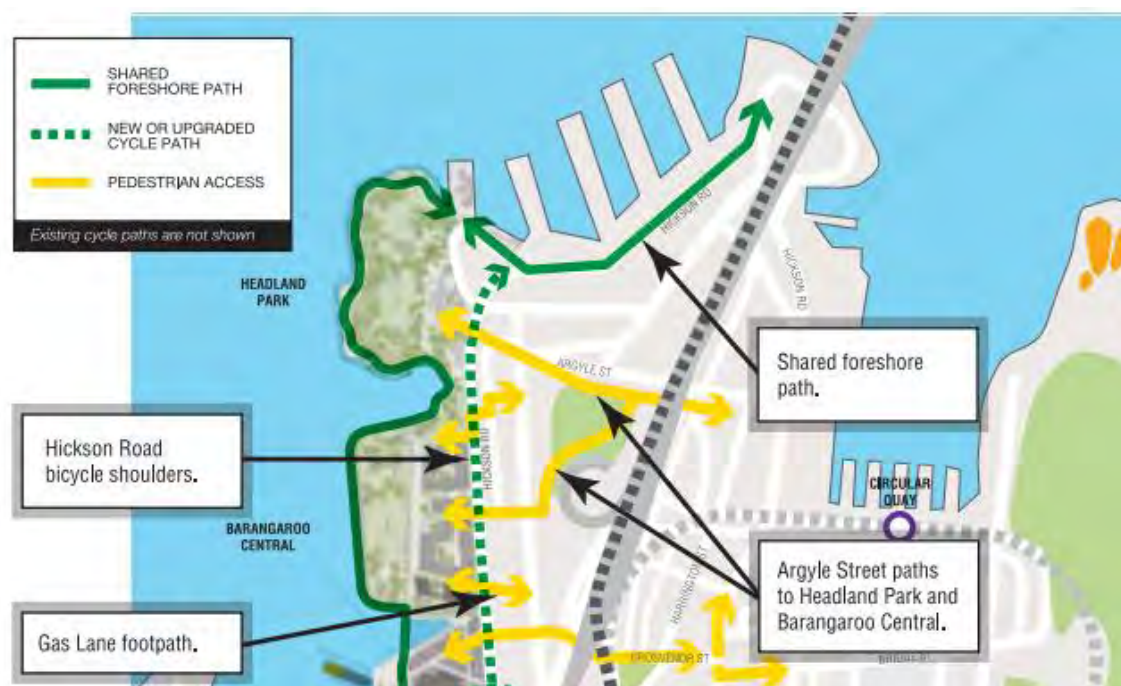 SHARED
FORESHORE PATH
NEW OR UPGRADED
CYCLE PATH
PEDESTRIAN ACCESS
Existing cycle paths are not shown
HICKSON RD
HEADLAND
PARK
HICKSON RD
ARGYLE ST
Shared foreshore
path.
Hickson Road
bicycle shoulders.
HICKSON RD
CIRCULAR
QUAY
BARANGAROO
CENTRAL
HARRINGTON ST
Argyle Street paths
to Headland Park and
Barangaroo Central.
Gas Lane footpath.
GROSVENOR ST